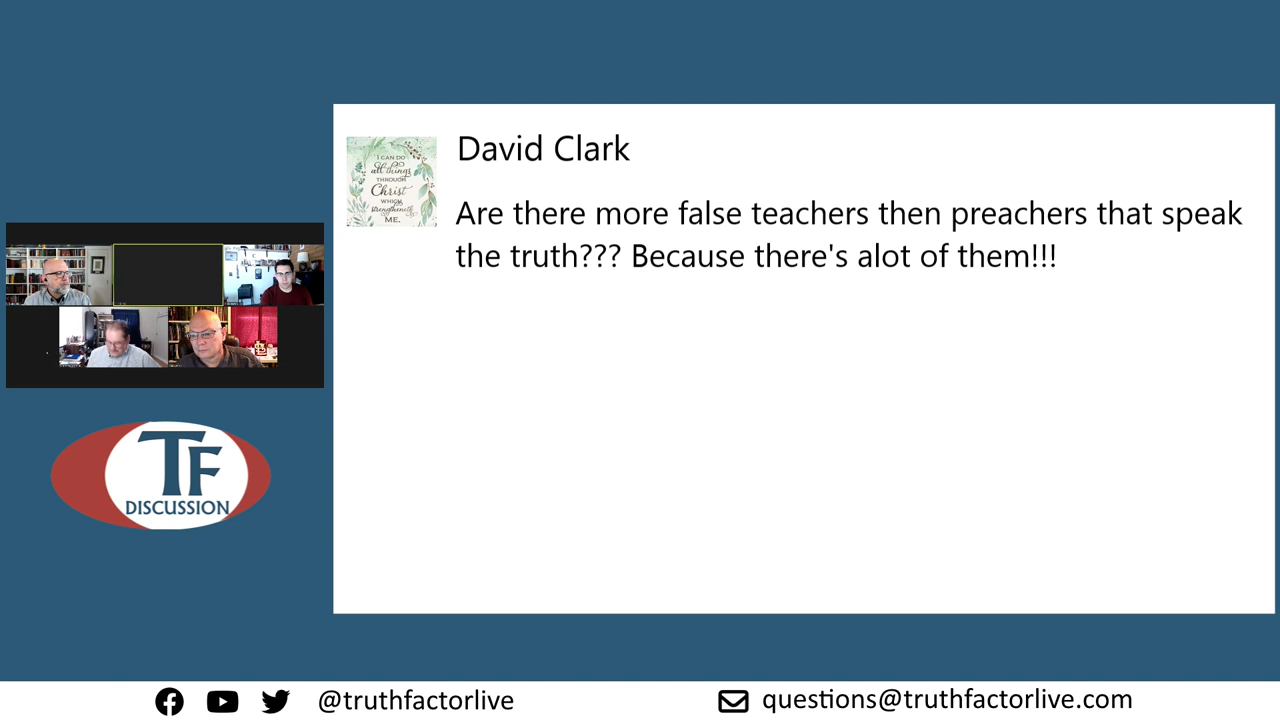 David Clark
Are there more false teachers then preachers that speak
the truth??? Because there's alot of them!!!
I CAN DO
all things
THROUGH
Christ
WHICH
strengtheneth
ME.
TF
DISCUSSION
@truthfactorlive
questions@truthfactorlive.com